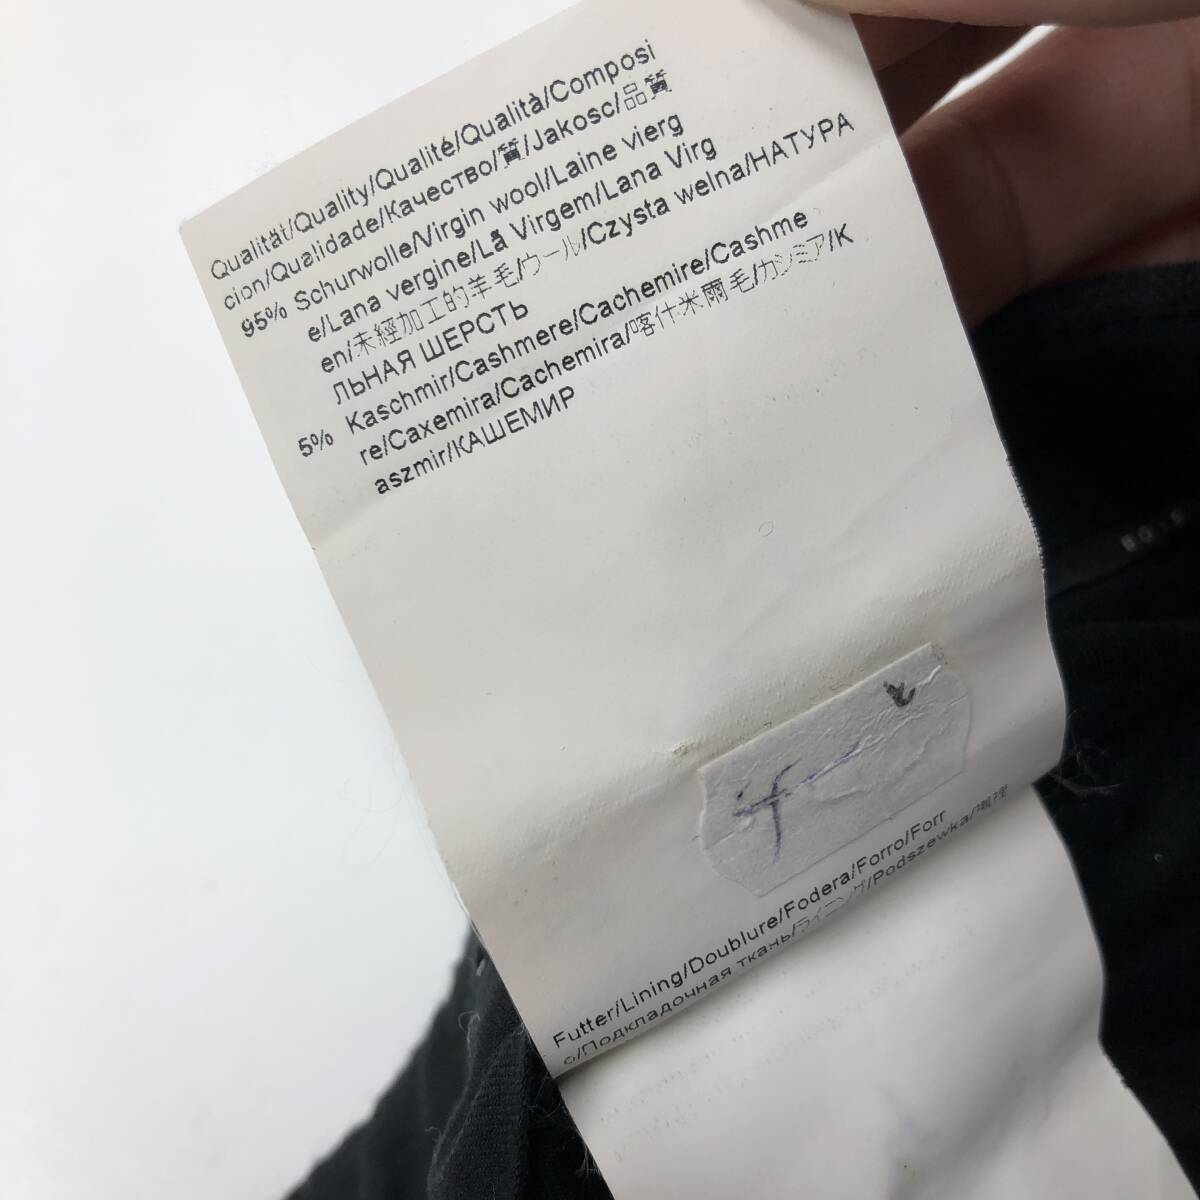 Qualität/Quality/Qualité/Qualità/Composi
cion/Qualidade/Качество/質/Jakosc/品質
95% Schurwolle/Virgin wool/Laine vierg
e/Lana vergine/Lã Virgem/Lana Virg
en/未經加工的羊毛/ウール/Czysta welna/НАТУРА
ЛЬНАЯ ШЕРСТЬ
5% Kaschmir/Cashmere/Cachemire/Cashme
re/Caxemira/Cachemira/喀什米爾毛/カシミア/K
aszmir/КАШЕМИР
Futter/Lining/Doublure/Fodera/Forro/Forr
o/Подкладочная ткань/ライニング/Podszewka/